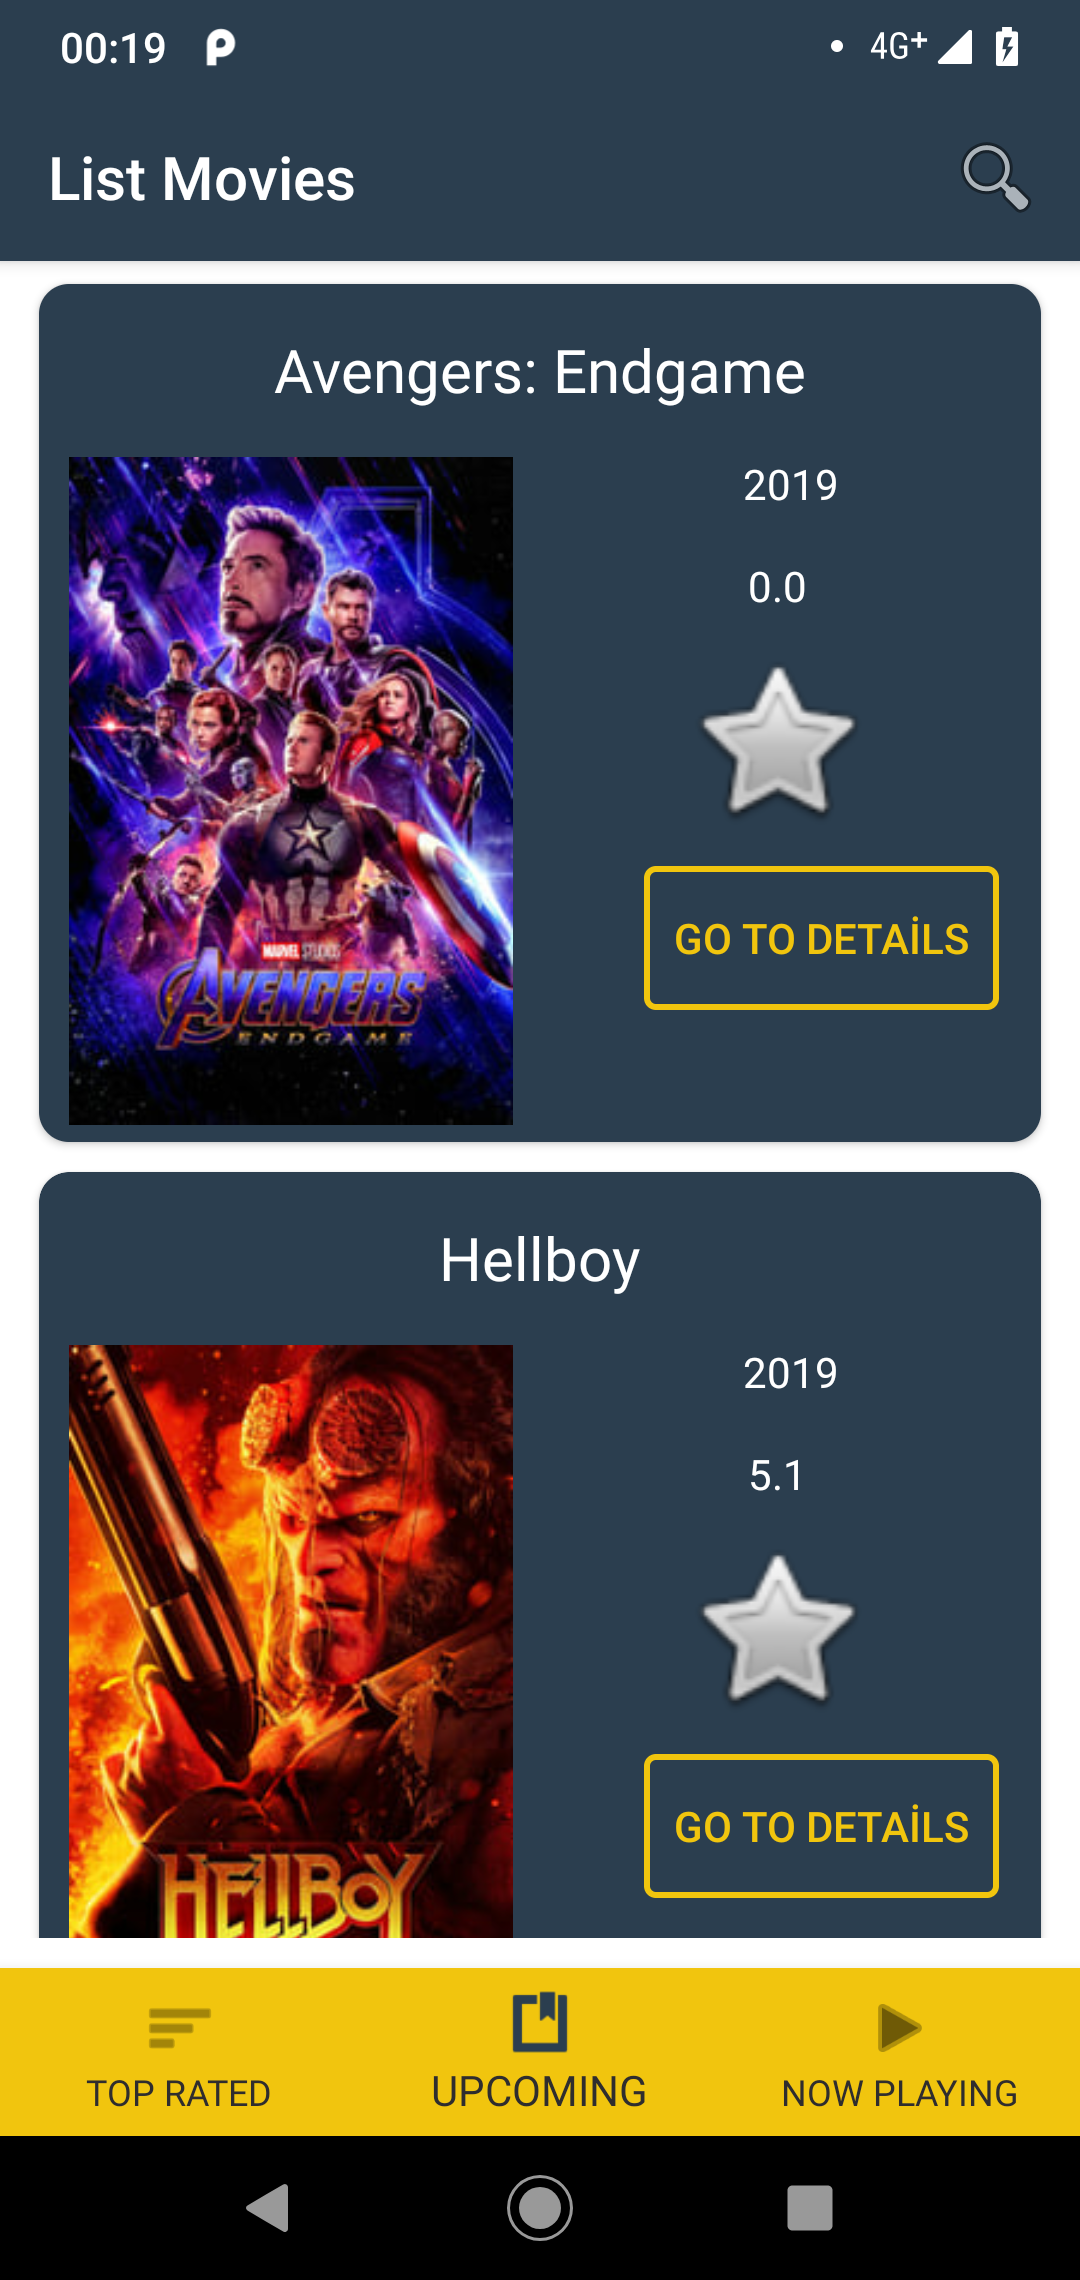 00:19
4G+
List Movies
Avengers: Endgame
2019
0.0
MARVEL STUDIOS
AVENGERS
ENDGAME
GO TO DETAİLS
Hellboy
2019
5.1
HELLBOY
GO TO DETAİLS
TOP RATED
UPCOMING
NOW PLAYING